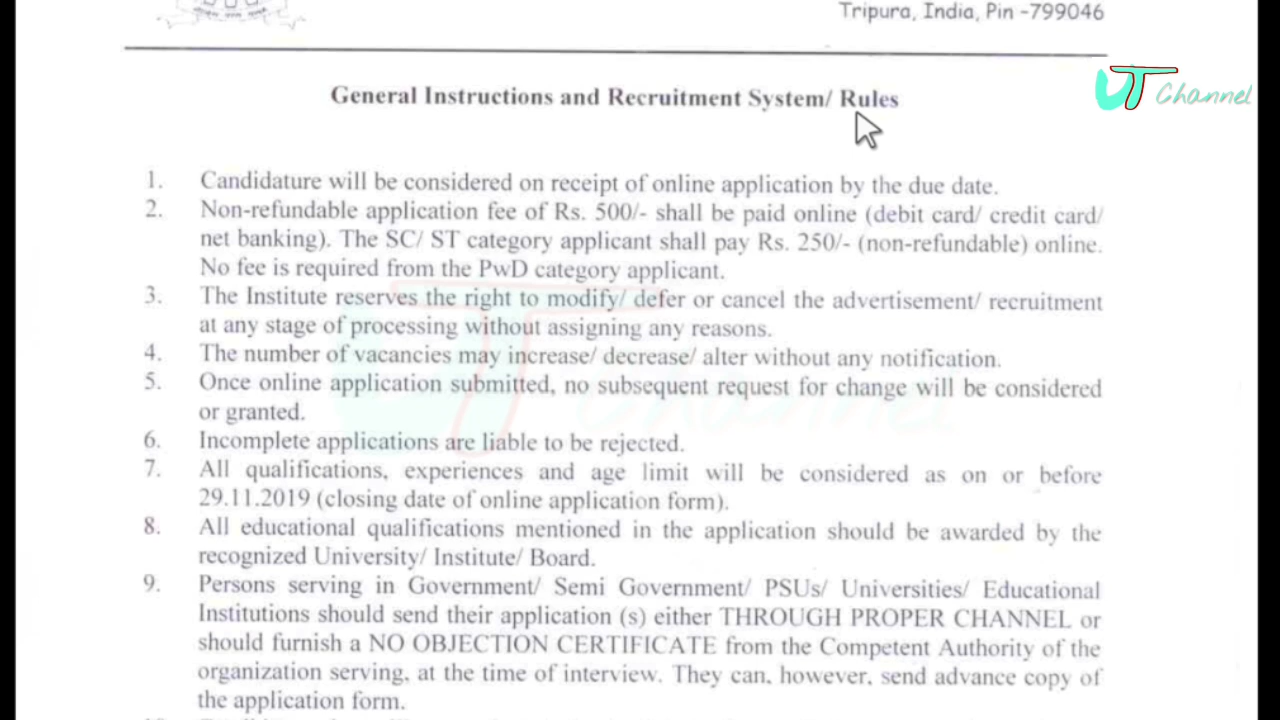 Tripura, India, Pin -799046
UT Channel
General Instructions and Recruitment System/ Rules
1. Candidature will be considered on receipt of online application by the due date.
2. Non-refundable application fee of Rs. 500/- shall be paid online (debit card/ credit card/
net banking). The SC/ ST category applicant shall pay Rs. 250/- (non-refundable) online.
No fee is required from the PwD category applicant.
3. The Institute reserves the right to modify/ defer or cancel the advertisement/ recruitment
at any stage of processing without assigning any reasons.
4. The number of vacancies may increase/ decrease/ alter without any notification.
5. Once online application submitted, no subsequent request for change will be considered
or granted.
6. Incomplete applications are liable to be rejected.
7. All qualifications, experiences and age limit will be considered as on or before
29.11.2019 (closing date of online application form).
8. All educational qualifications mentioned in the application should be awarded by the
recognized University/ Institute/ Board.
9. Persons serving in Government/ Semi Government/ PSUs/ Universities/ Educational
Institutions should send their application (s) either THROUGH PROPER CHANNEL or
should furnish a NO OBJECTION CERTIFICATE from the Competent Authority of the
organization serving, at the time of interview. They can, however, send advance copy of
the application form.